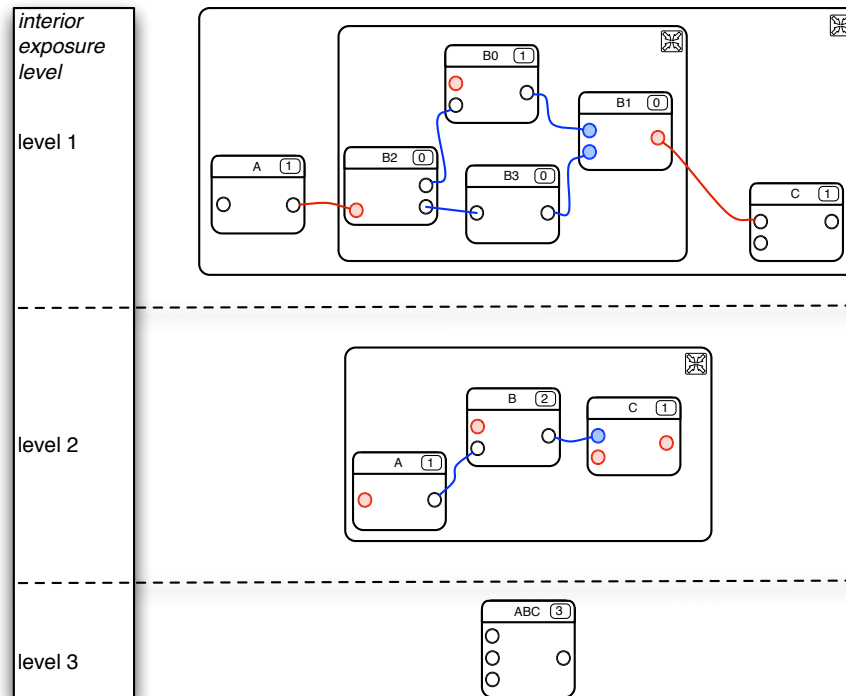 interior
exposure
level
level 1
A 1
B2 0
B0 1
B3 0
B1 0
C 1
level 2
A 1
B 2
C 1
level 3
ABC 3